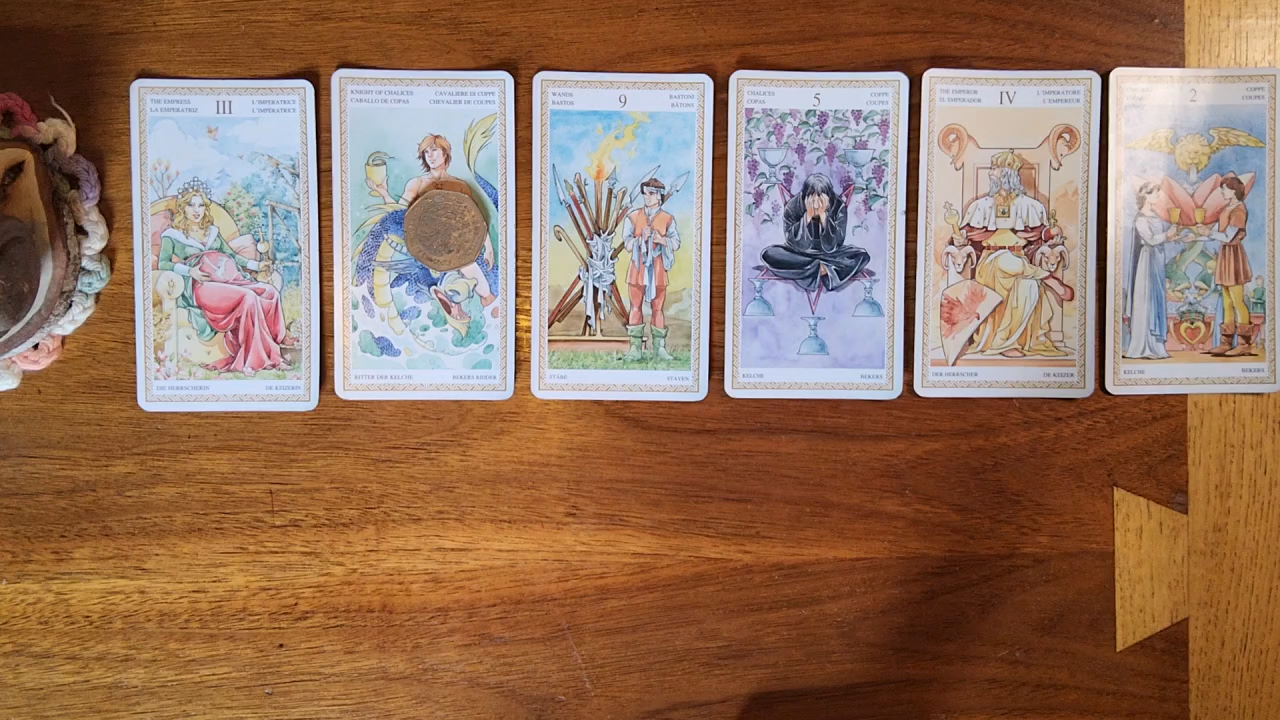 THE EMPRESS III L'IMPERATRICE
LA EMPERATRIZ L'IMPÉRATRICE
DIE HERRSCHERIN DE KEIZERIN
KNIGHT OF CHALICES CAVALIERE DI COPPE
CABALLO DE COPAS CHEVALIER DE COUPES
RITTER DER KELCHE BEKERS RIDDER
WANDS 9 BASTONI
BASTOS BÂTONS
STÄBE STAVEN
CHALICES 5 COPPE
COPAS COUPES
KELCHE BEKERS
THE EMPEROR IV L'IMPERATORE
EL EMPERADOR L'EMPEREUR
DER HERRSCHER DE KEIZER
2 COPPE
COUPES
KELCHE BEKERS